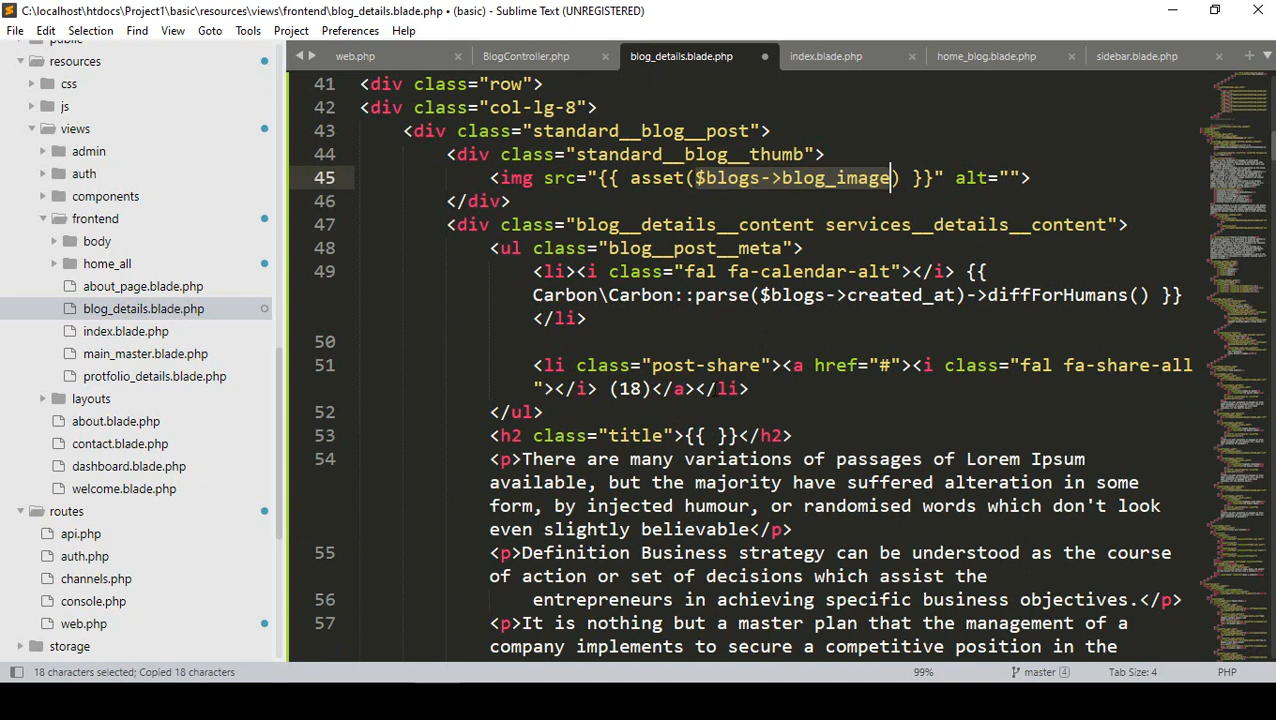 C:\localhost\htdocs\Project1\basic\resources\views\frontend\blog_details.blade.php • (basic) - Sublime Text (UNREGISTERED)
File Edit Selection Find View Goto Tools Project Preferences Help
web.php × BlogController.php × blog_details.blade.php • index.blade.php × home_blog.blade.php × sidebar.blade.php ×
public
resources
css
js
views
admin
auth
components
frontend
body
home_all
about_page.blade.php
blog_details.blade.php
index.blade.php
main_master.blade.php
protfolio_details.blade.php
layouts
about.blade.php
contact.blade.php
dashboard.blade.php
welcome.blade.php
routes
api.php
auth.php
channels.php
console.php
web.php
storage
41 <div class="row">
42 <div class="col-lg-8">
43 <div class="standard__blog__post">
44 <div class="standard__blog__thumb">
45 <img src="{{ asset($blogs->blog_image) }}" alt="">
46 </div>
47 <div class="blog__details__content services__details__content">
48 <ul class="blog__post__meta">
49 <li><i class="fal fa-calendar-alt"></i> {{
Carbon\Carbon::parse($blogs->created_at)->diffForHumans() }}
</li>
50
51 <li class="post-share"><a href="#"><i class="fal fa-share-all
"></i> (18)</a></li>
52 </ul>
53 <h2 class="title">{{ }}</h2>
54 <p>There are many variations of passages of Lorem Ipsum
available, but the majority have suffered alteration in some
form, by injected humour, or randomised words which don't look
even slightly believable</p>
55 <p>Definition Business strategy can be understood as the course
of action or set of decisions which assist the
56 entrepreneurs in achieving specific business objectives.</p>
57 <p>It is nothing but a master plan that the management of a
company implements to secure a competitive position in the
18 characters selected; Copied 18 characters 99% master 4 Tab Size: 4 PHP